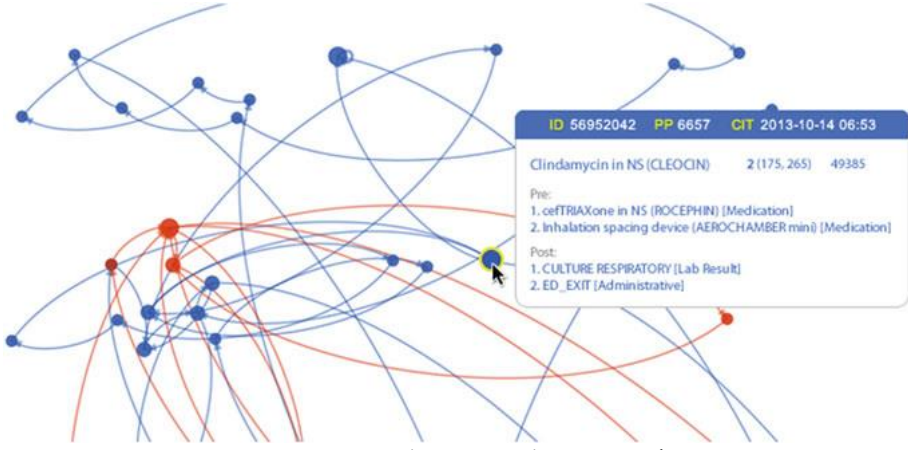 ID 56952042 PP 6657 CIT 2013-10-14 06:53
Clindamycin in NS (CLEOCIN) 2 (175, 265) 49385
Pre:
1. cefTRIAXone in NS (ROCEPHIN) [Medication]
2. Inhalation spacing device (AEROCHAMBER mini) [Medication]
Post:
1. CULTURE RESPIRATORY [Lab Result]
2. ED_EXIT [Administrative]